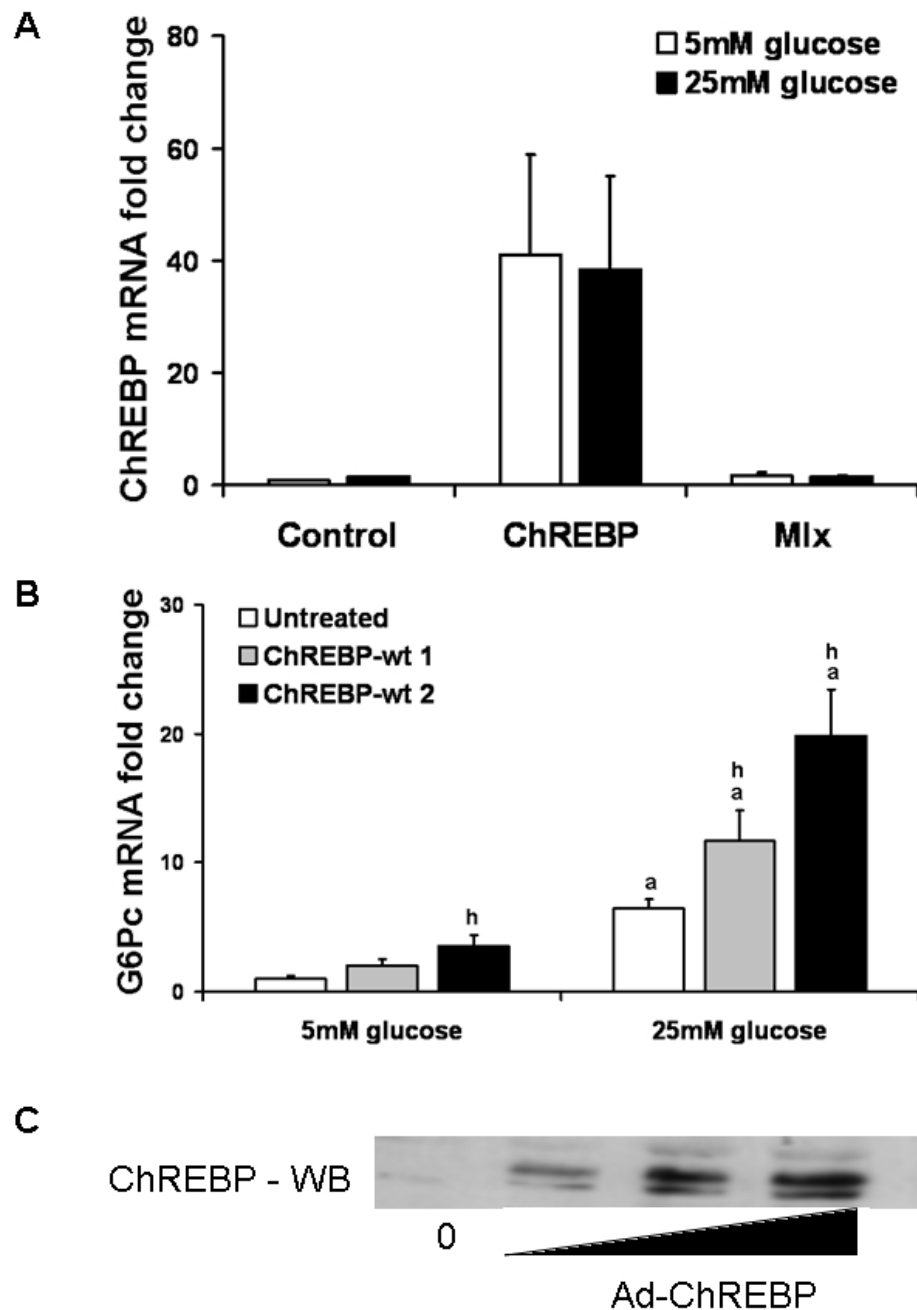 A
ChREBP mRNA fold change
80
60
40
20
0
5mM glucose
25mM glucose
Control ChREBP Mlx
B
G6Pc mRNA fold change
30
20
10
0
Untreated
ChREBP-wt 1
ChREBP-wt 2
h
a
h
a
h
a
5mM glucose 25mM glucose
C
ChREBP - WB
0
Ad-ChREBP